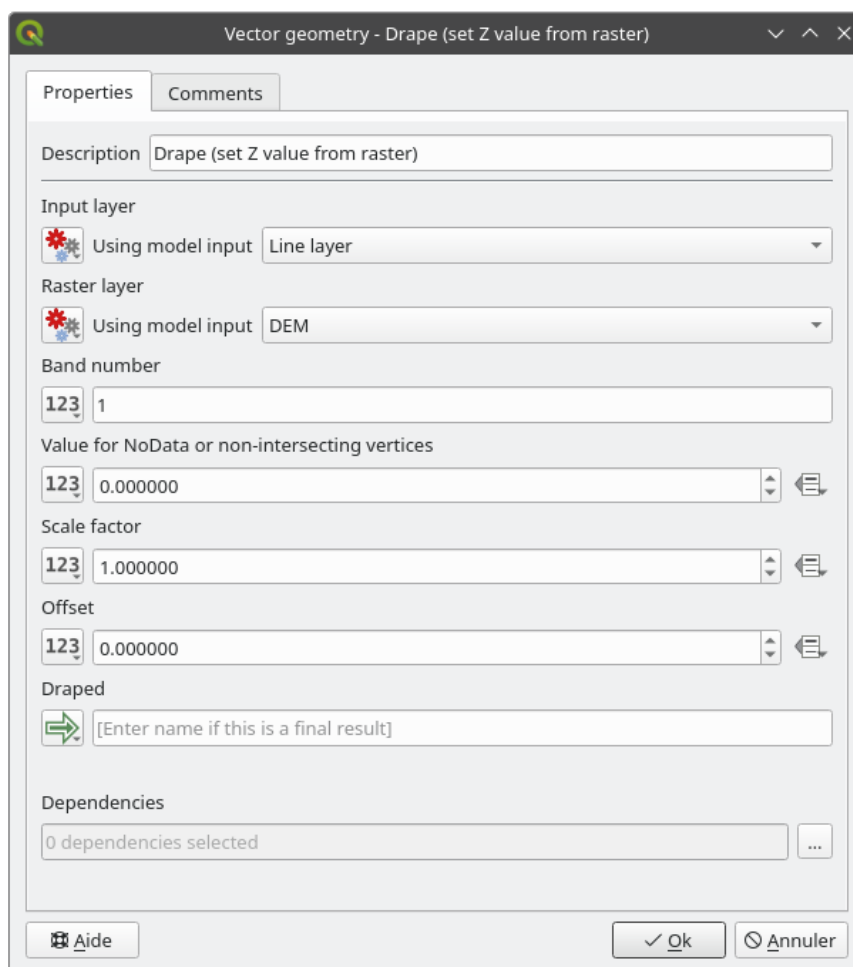 Vector geometry - Drape (set Z value from raster)
Properties Comments
Description Drape (set Z value from raster)
Input layer
Using model input Line layer
Raster layer
Using model input DEM
Band number
123 1
Value for NoData or non-intersecting vertices
123 0.000000
Scale factor
123 1.000000
Offset
123 0.000000
Draped
[Enter name if this is a final result]
Dependencies
0 dependencies selected ...
Aide Ok Annuler